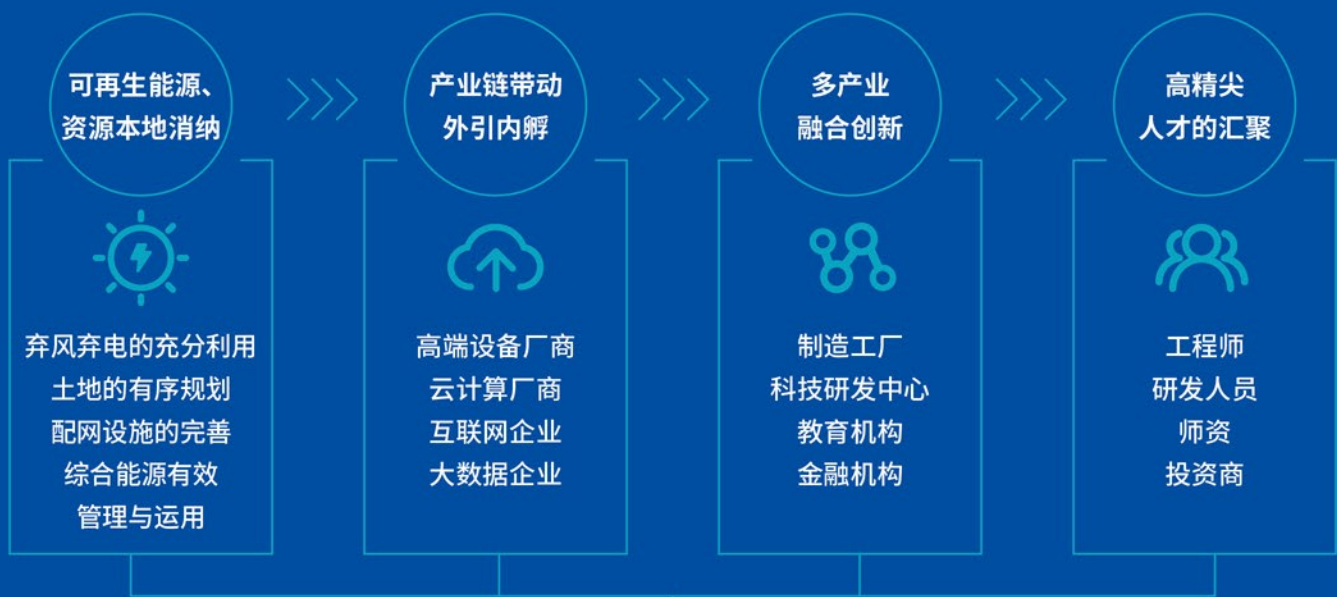 可再生能源、
资源本地消纳
弃风弃电的充分利用
土地的有序规划
配网设施的完善
综合能源有效
管理与运用
产业链带动
外引内孵
高端设备厂商
云计算厂商
互联网企业
大数据企业
多产业
融合创新
制造工厂
科技研发中心
教育机构
金融机构
高精尖
人才的汇聚
工程师
研发人员
师资
投资商